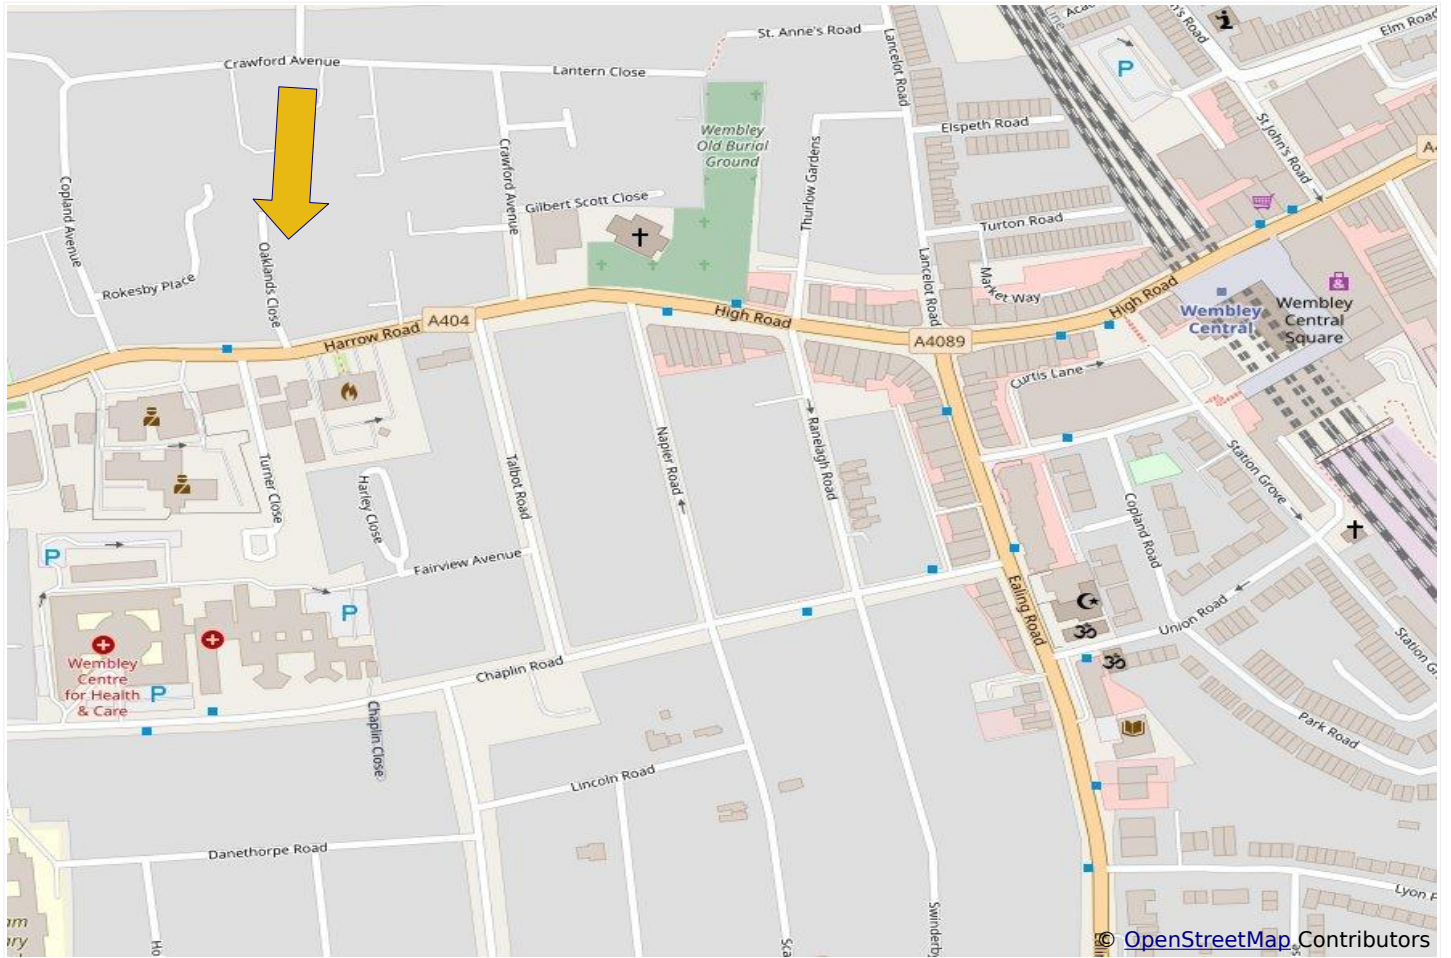 St. Anne's Road
Elm Road
Crawford Avenue
Lantern Close
Lancelot Road
P
St John's Road
Elspeth Road
Wembley
Old Burial
Ground
Crawford Avenue
Thurlow Gardens
Copland Avenue
Gilbert Scott Close
Turton Road
Oaklands Close
Rokesby Place
Lancelot Road
Market Way
High Road
Wembley
Central
Wembley
Central
Square
Harrow Road
A404
High Road
A4089
Curtis Lane
Napier Road
Ranelagh Road
Talbot Road
Turner Close
Harley Close
Station Grove
Copland Road
P
Fairview Avenue
P
Ealing Road
Union Road
Wembley
Centre
for Health
& Care
P
Chaplin Road
Chaplin Close
ॐ
ॐ
Park Road
Lincoln Road
Danethorpe Road
© OpenStreetMap Contributors